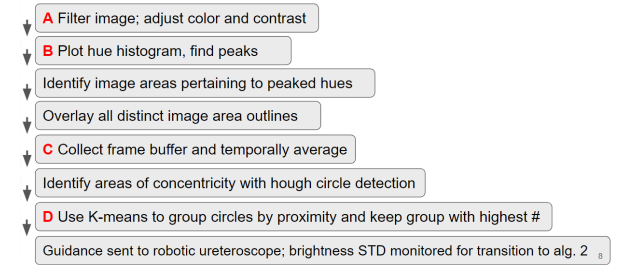 A Filter image; adjust color and contrast
B Plot hue histogram, find peaks
Identify image areas pertaining to peaked hues
Overlay all distinct image area outlines
C Collect frame buffer and temporally average
Identify areas of concentricity with hough circle detection
D Use K-means to group circles by proximity and keep group with highest #
Guidance sent to robotic ureteroscope; brightness STD monitored for transition to alg. 2
8